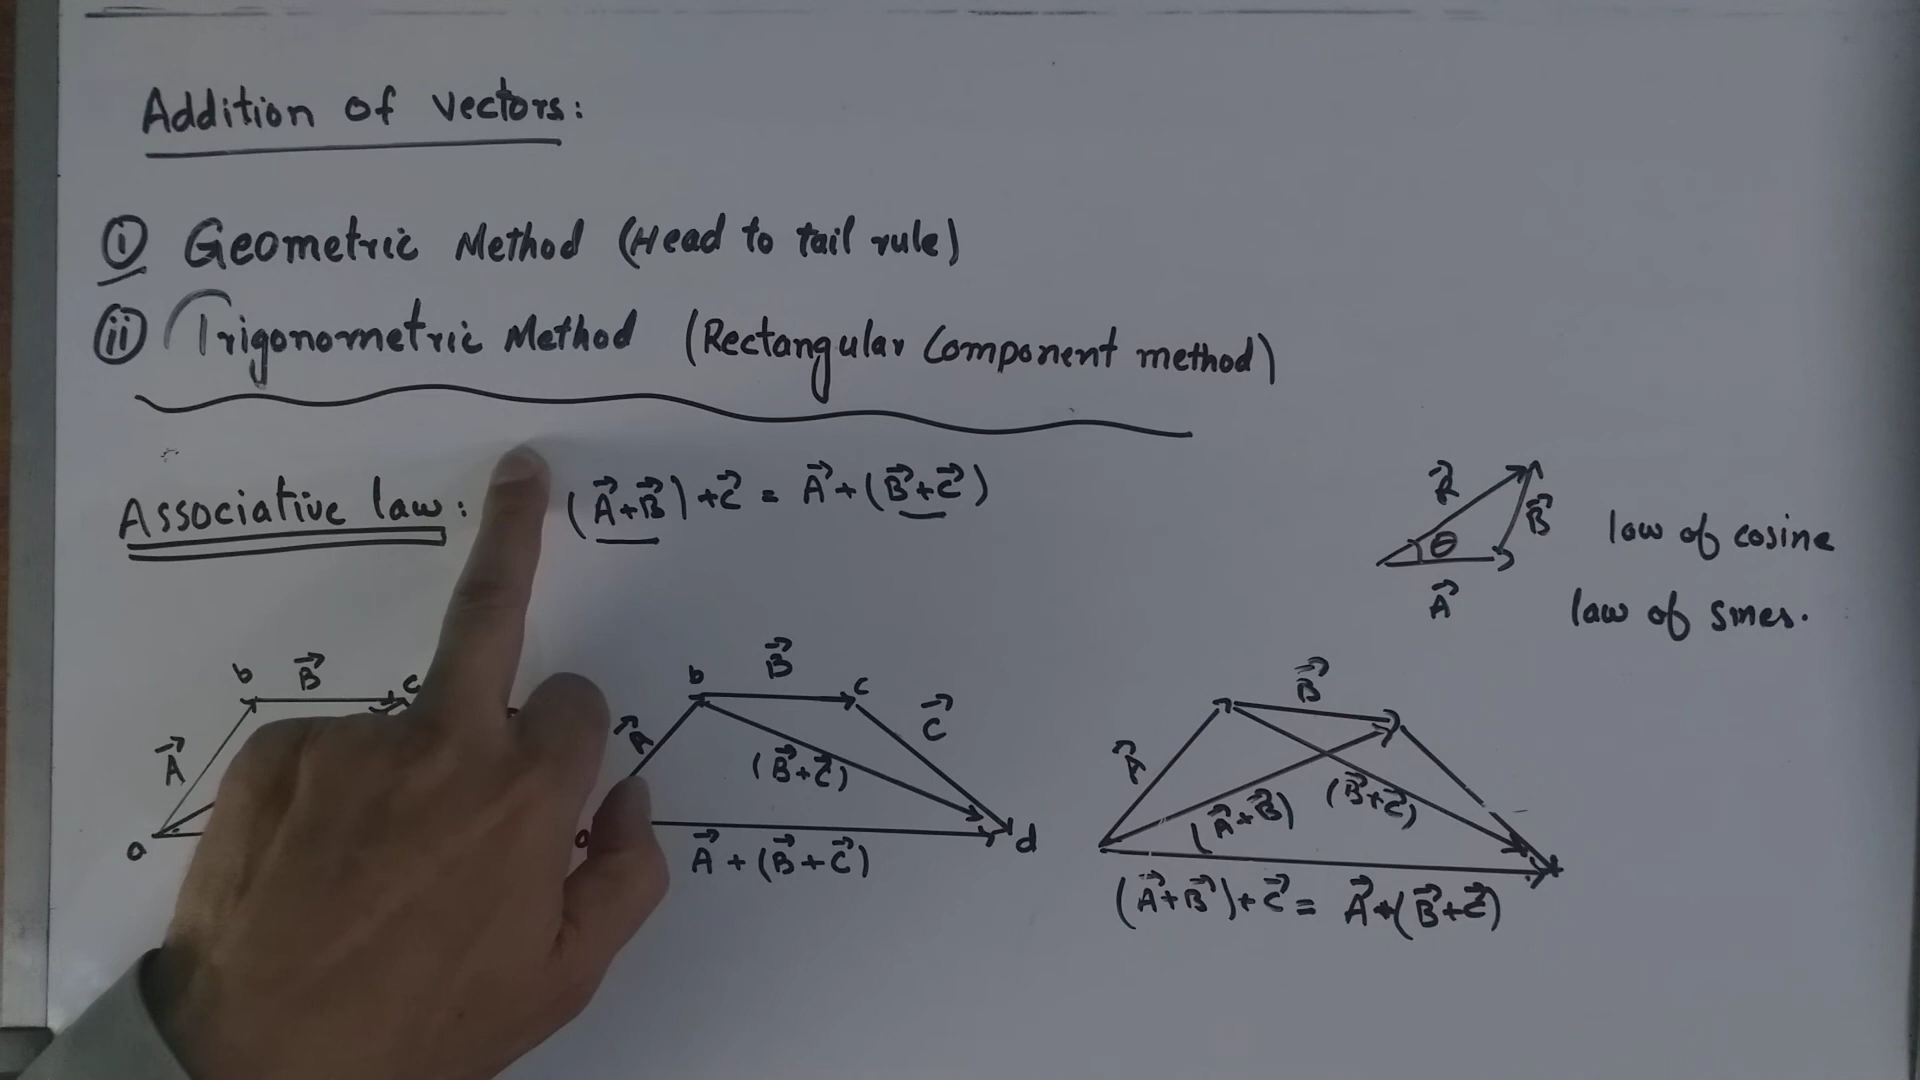 Addition of vectors:
i Geometric Method (Head to tail rule)
ii Trigonometric Method (Rectangular Component method)
Associative law: (A⃗+B⃗)+C⃗ = A⃗+(B⃗+C⃗)
R⃗
θ
B⃗
A⃗
law of cosine
law of sines.
b B⃗ c
A⃗
a
b B⃗ c
A⃗
C⃗
(B⃗+C⃗)
a d
A⃗ + (B⃗+C⃗)
B⃗
A⃗
(A⃗+B⃗) (B⃗+C⃗)
(A⃗+B⃗)+C⃗ = A⃗+(B⃗+C⃗)